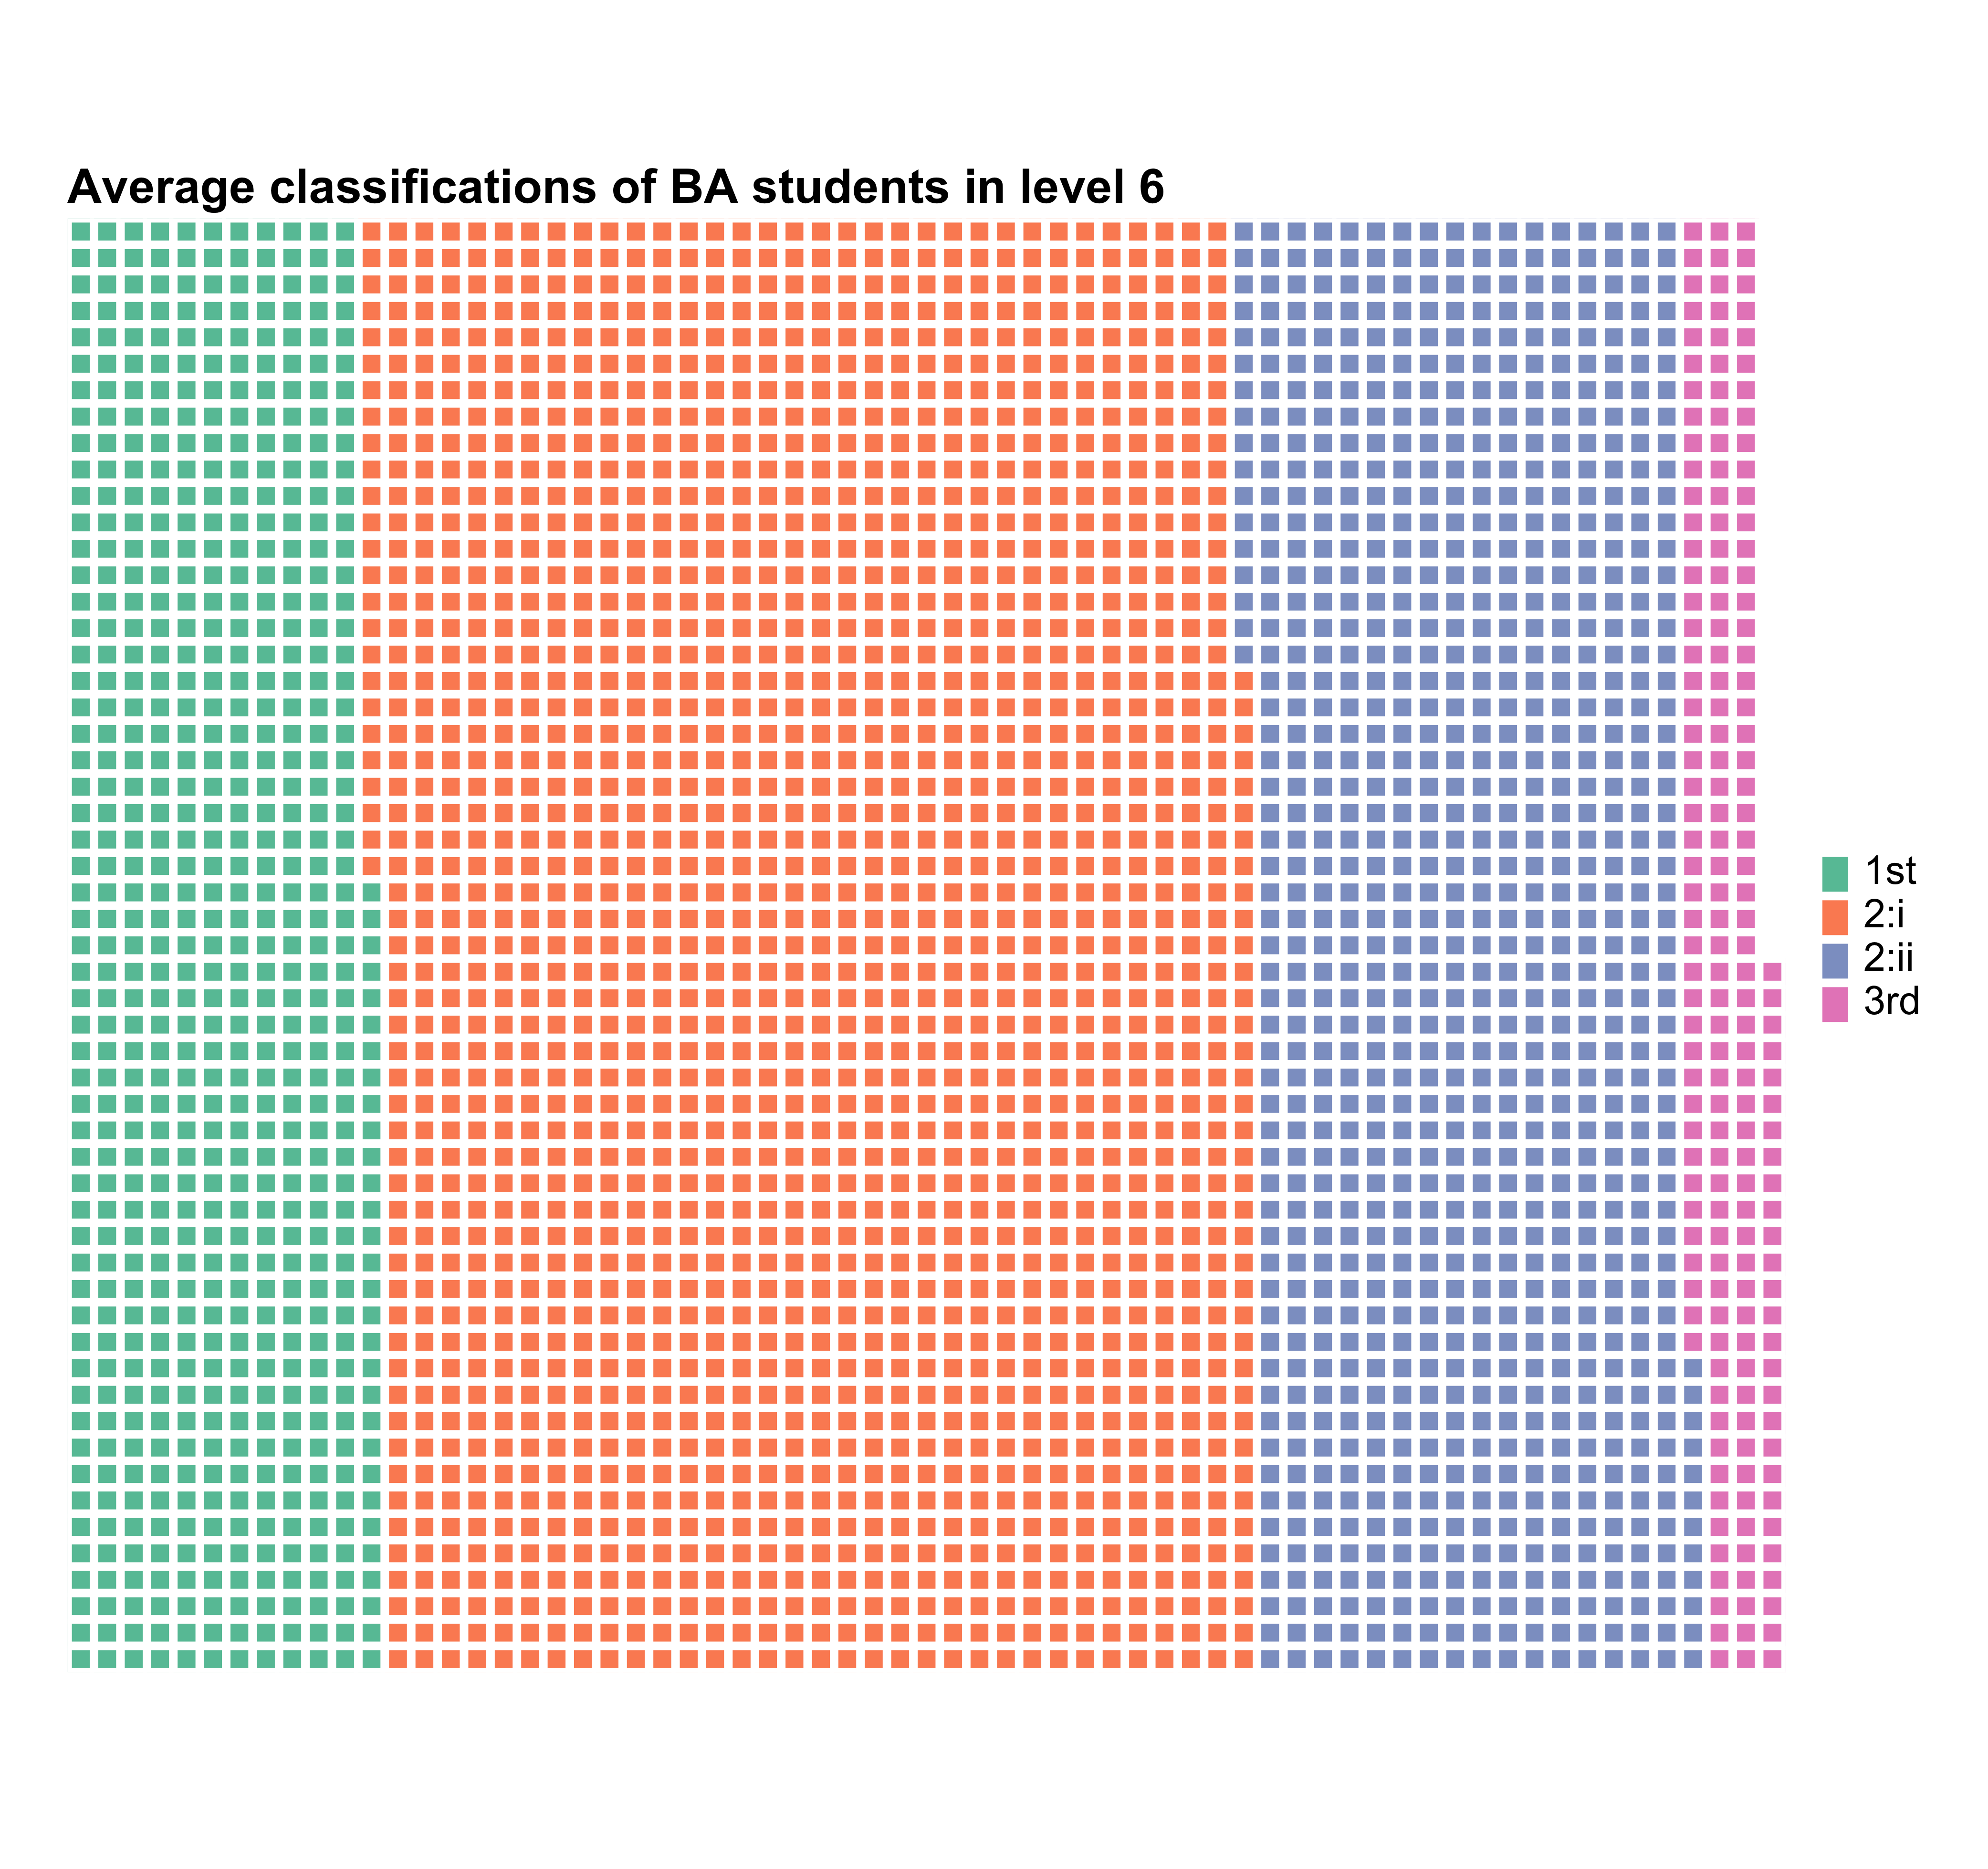 Average classifications of BA students in level 6
1st
2:i
2:ii
3rd